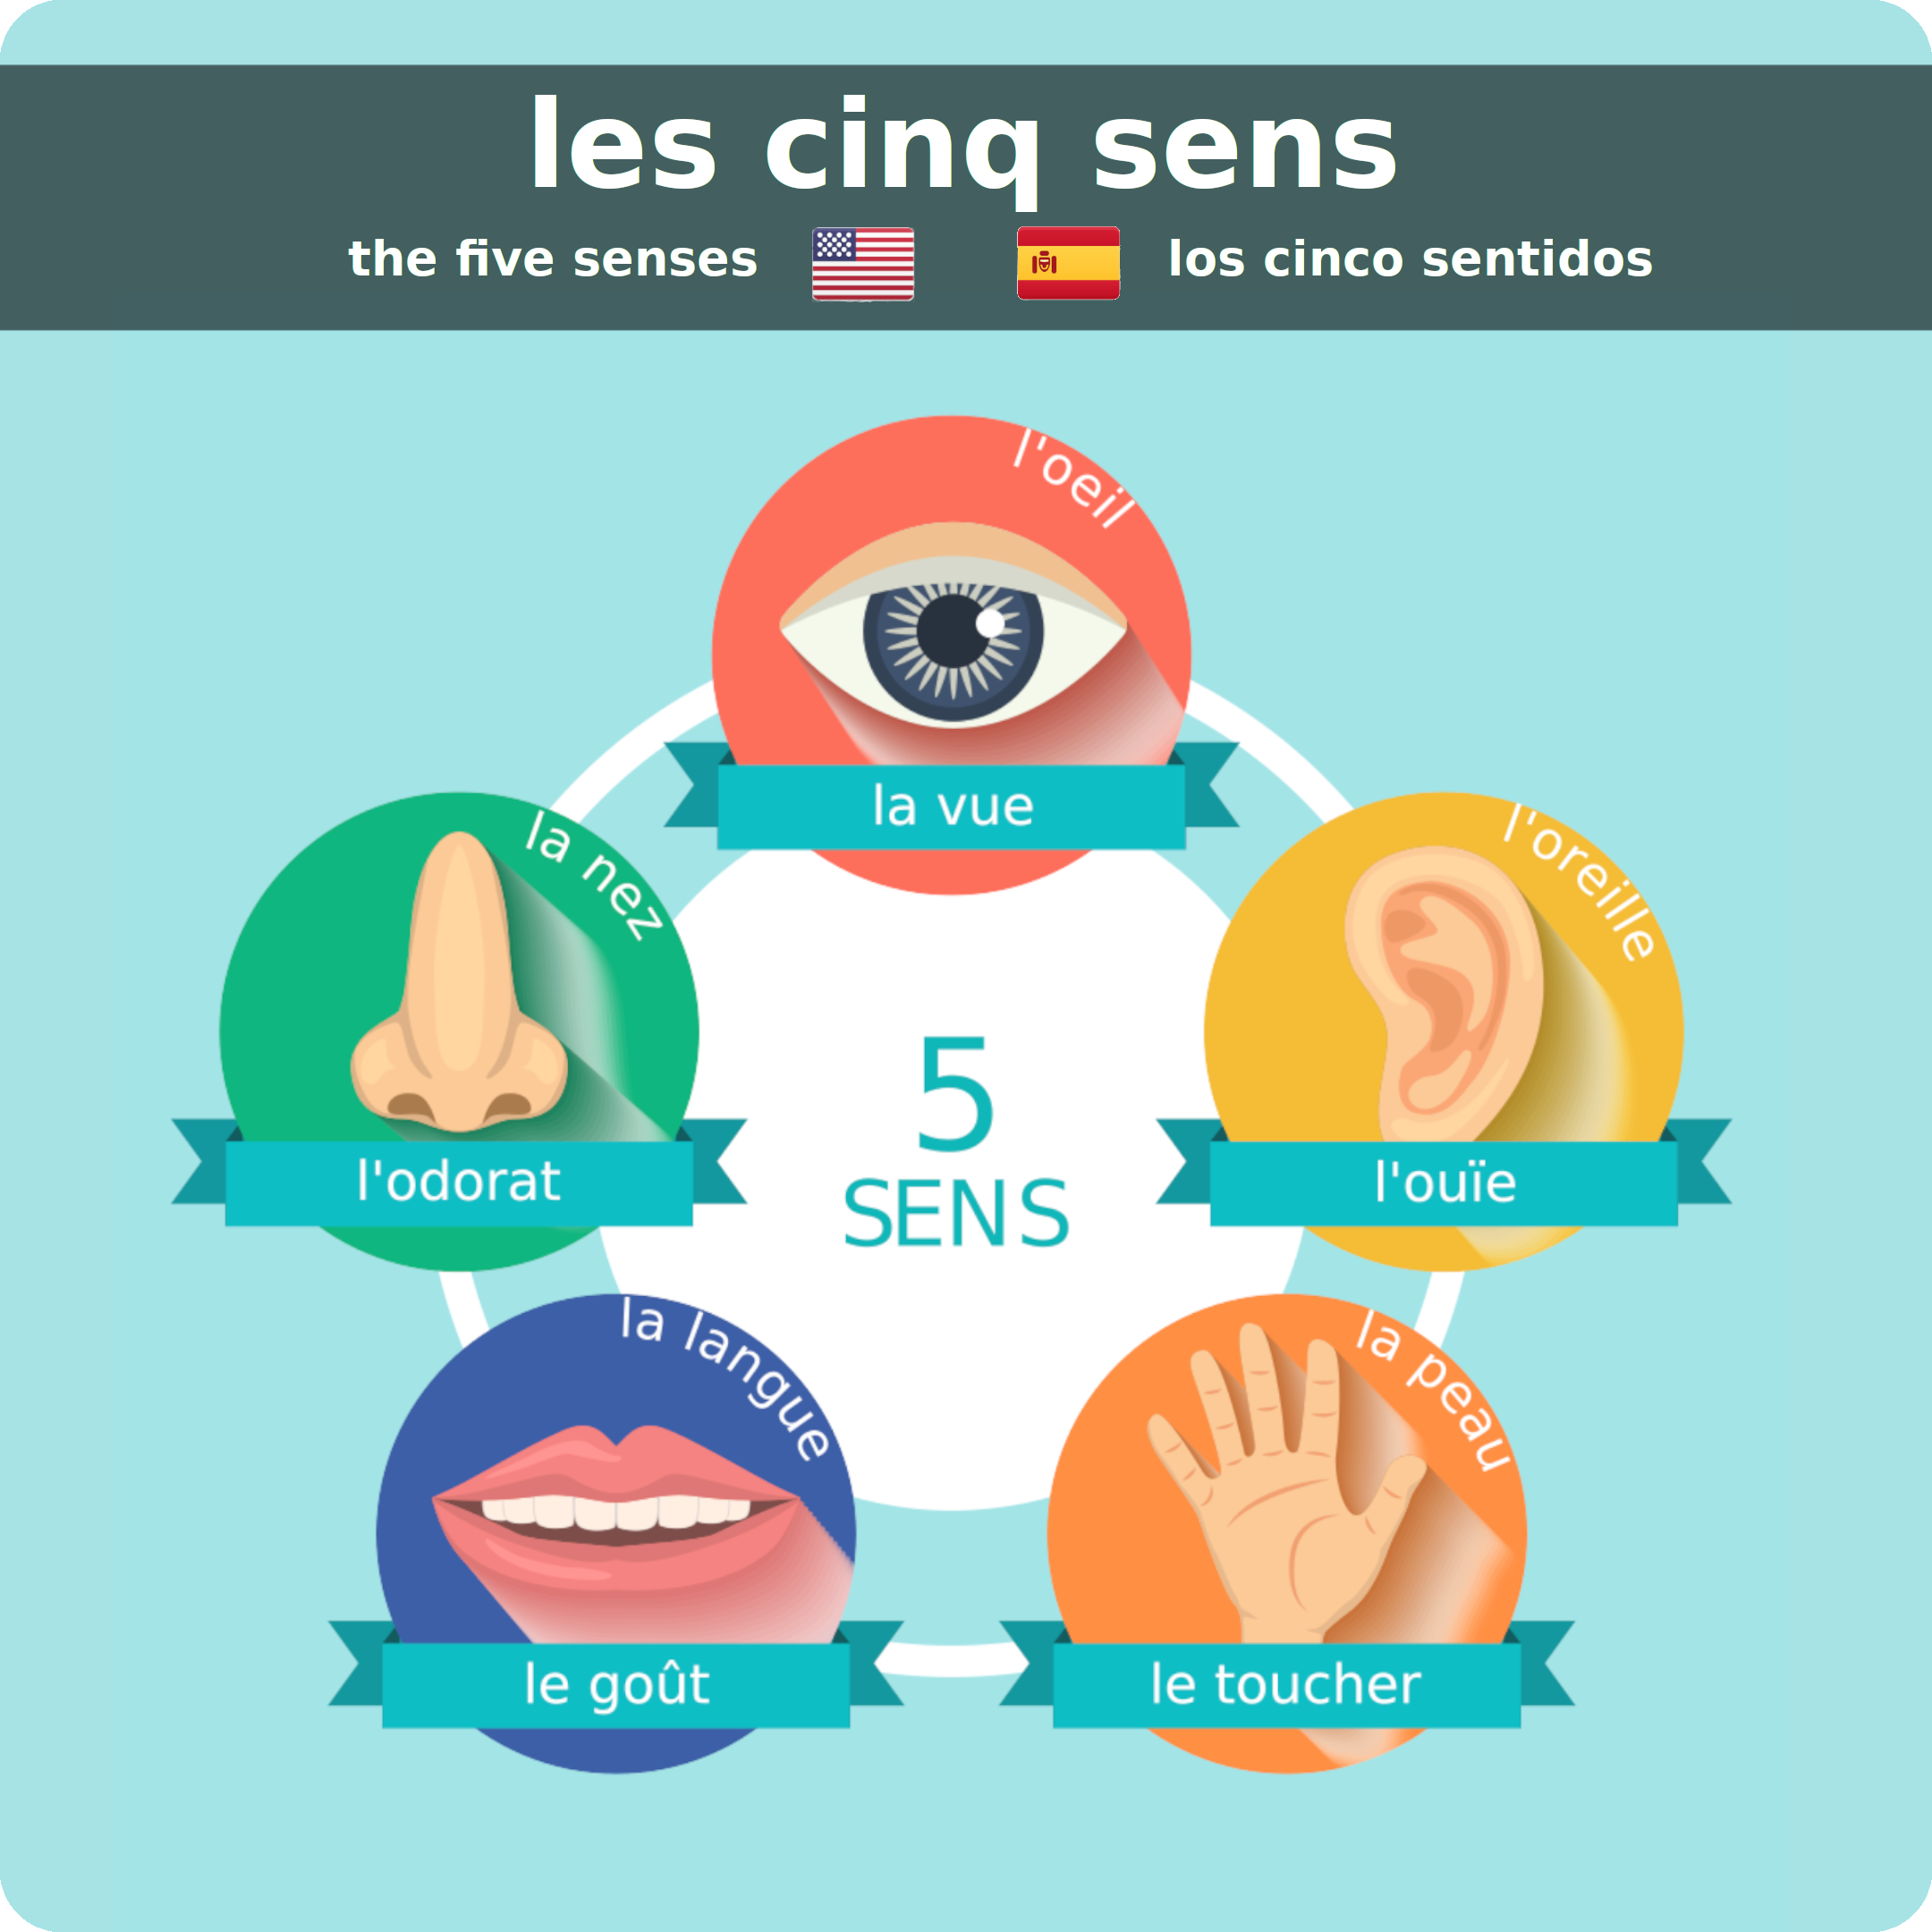 les cinq sens
the five senses
los cinco sentidos
l'oeil
la vue
la nez
l'odorat
l'oreille
l'ouïe
5
SENS
la langue
le goût
la peau
le toucher